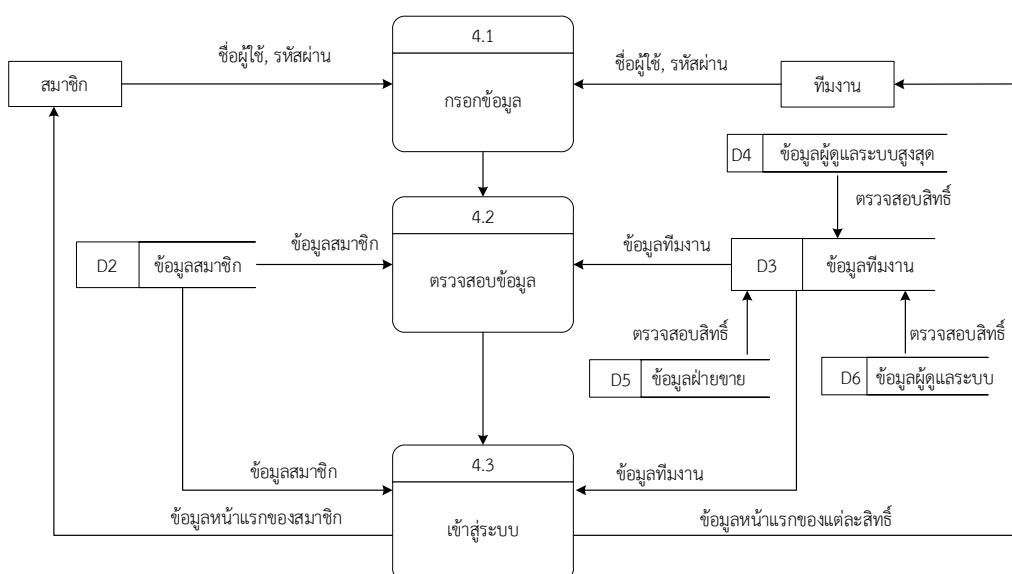 4.1
ชื่อผู้ใช้, รหัสผ่าน
ชื่อผู้ใช้, รหัสผ่าน
สมาชิก
กรอกข้อมูล
ทีมงาน
D4
ข้อมูลผู้ดูแลระบบสูงสุด
ตรวจสอบสิทธิ์
4.2
ข้อมูลสมาชิก
ข้อมูลทีมงาน
D2
ข้อมูลสมาชิก
ตรวจสอบข้อมูล
D3
ข้อมูลทีมงาน
ตรวจสอบสิทธิ์
ตรวจสอบสิทธิ์
D5
ข้อมูลฝ่ายขาย
D6
ข้อมูลผู้ดูแลระบบ
4.3
ข้อมูลสมาชิก
ข้อมูลทีมงาน
ข้อมูลหน้าแรกของสมาชิก
เข้าสู่ระบบ
ข้อมูลหน้าแรกของแต่ละสิทธิ์